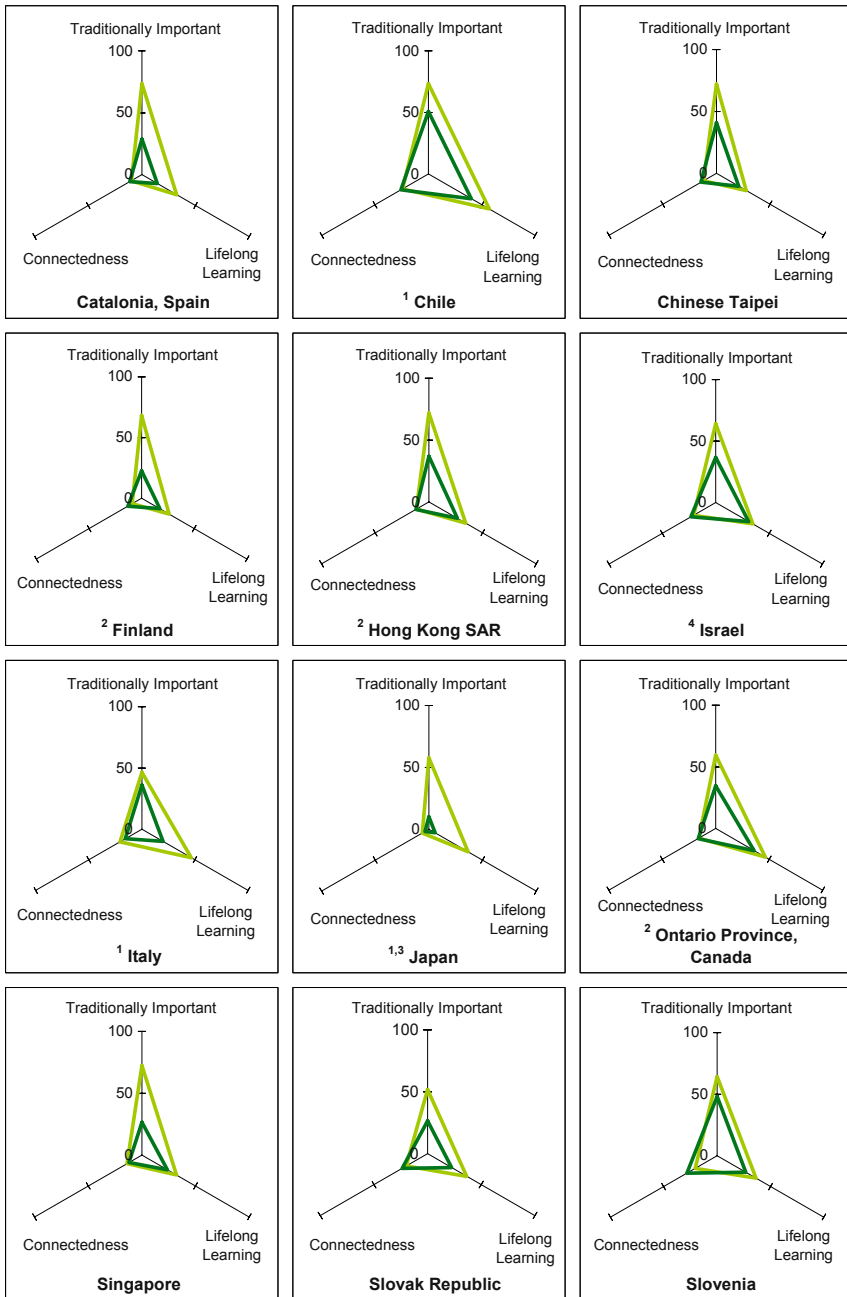 Traditionally Important
100
50
0
Connectedness
Lifelong
Learning
Catalonia, Spain
Traditionally Important
100
50
0
Connectedness
Lifelong
Learning
1 Chile
Traditionally Important
100
50
0
Connectedness
Lifelong
Learning
Chinese Taipei
Traditionally Important
100
50
0
Connectedness
Lifelong
Learning
2 Finland
Traditionally Important
100
50
0
Connectedness
Lifelong
Learning
2 Hong Kong SAR
Traditionally Important
100
50
0
Connectedness
Lifelong
Learning
4 Israel
Traditionally Important
100
50
0
Connectedness
Lifelong
Learning
1 Italy
Traditionally Important
100
50
0
Connectedness
Lifelong
Learning
1,3 Japan
Traditionally Important
100
50
0
Connectedness
Lifelong
Learning
2 Ontario Province,
Canada
Traditionally Important
100
50
0
Connectedness
Lifelong
Learning
Singapore
Traditionally Important
100
50
0
Connectedness
Lifelong
Learning
Slovak Republic
Traditionally Important
100
50
0
Connectedness
Lifelong
Learning
Slovenia